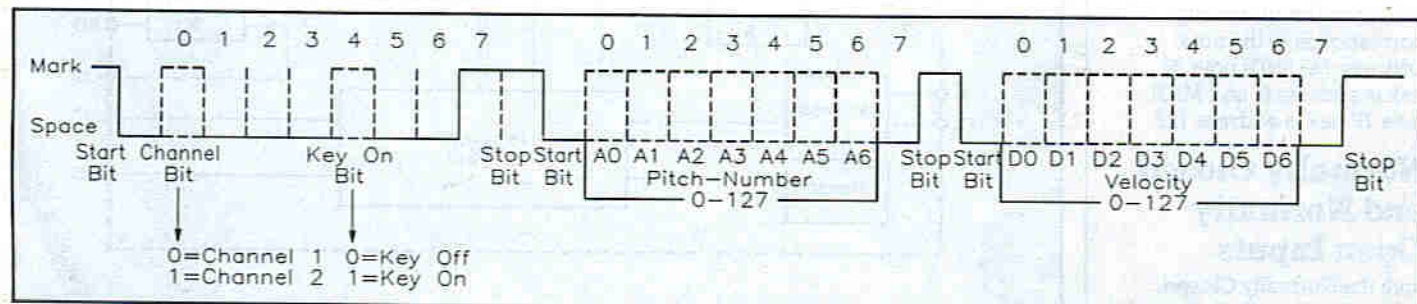 0 1 2 3 4 5 6 7 0 1 2 3 4 5 6 7 0 1 2 3 4 5 6 7
Mark
Space
Start Bit
Channel Bit
Key On Bit
Stop Bit
Start Bit
A0 A1 A2 A3 A4 A5 A6
Pitch-Number
0-127
Stop Bit
Start Bit
D0 D1 D2 D3 D4 D5 D6
Velocity
0-127
Stop Bit
0=Channel 1 0=Key Off
1=Channel 2 1=Key On